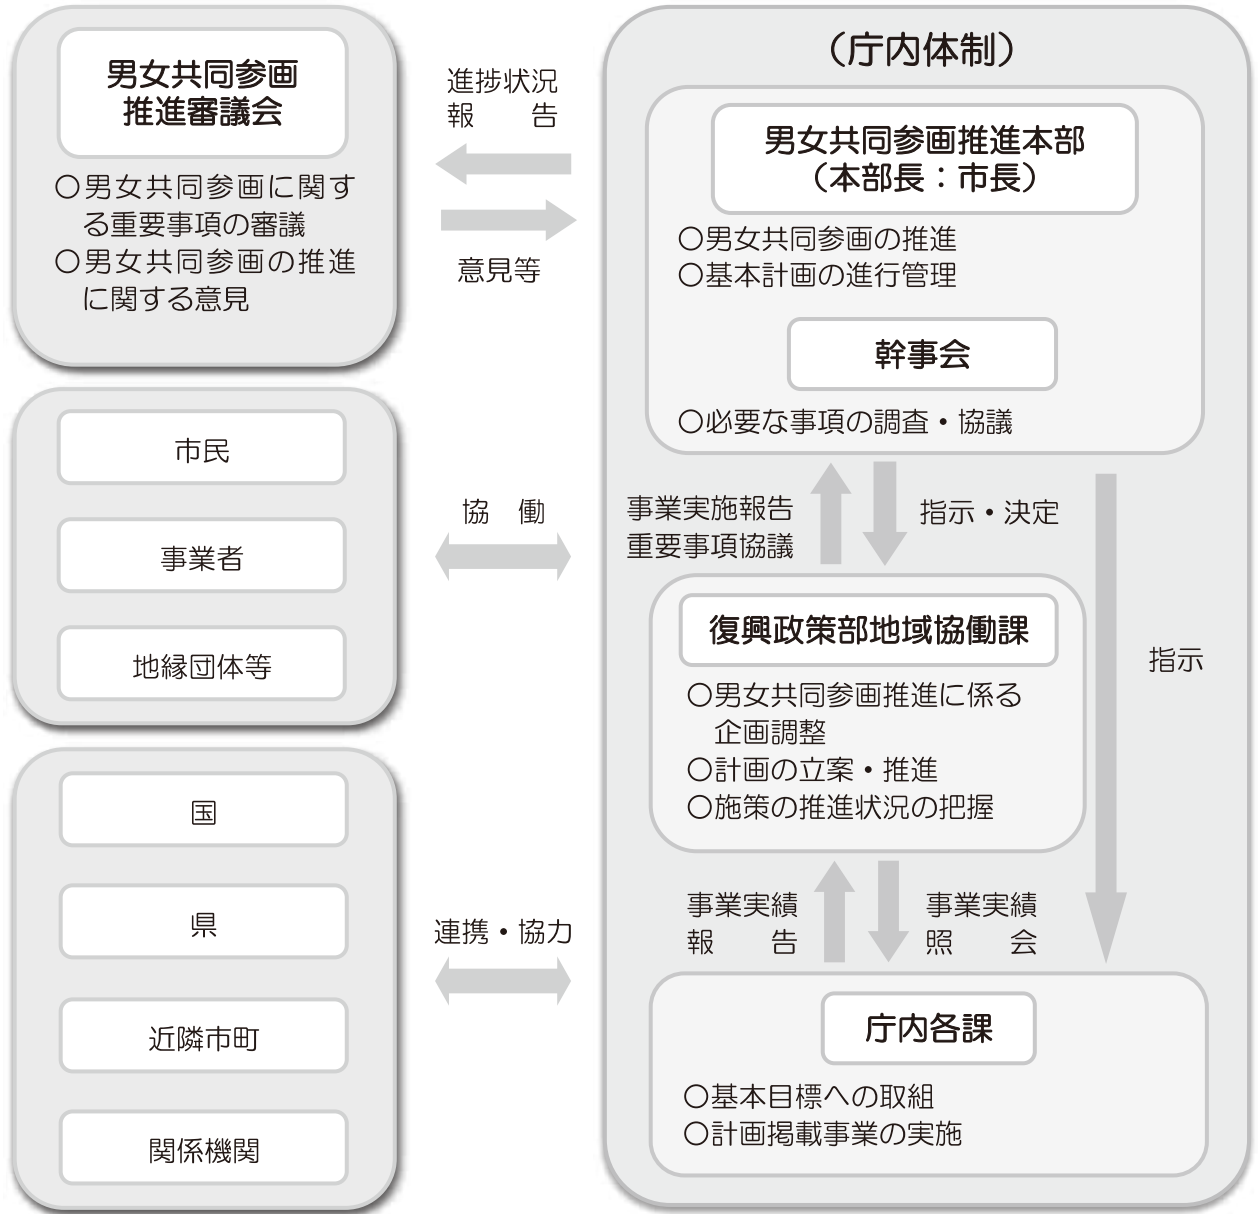 男女共同参画
推進審議会
○男女共同参画に関す
る重要事項の審議
○男女共同参画の推進
に関する意見
進捗状況
報　　告
意見等
市民
事業者
地縁団体等
協　働
国
県
近隣市町
関係機関
連携・協力
（庁内体制）
男女共同参画推進本部
（本部長：市長）
○男女共同参画の推進
○基本計画の進行管理
幹事会
○必要な事項の調査・協議
事業実施報告
重要事項協議
指示・決定
復興政策部地域協働課
○男女共同参画推進に係る
企画調整
○計画の立案・推進
○施策の推進状況の把握
指示
事業実績
報　　告
事業実績
照　　会
庁内各課
○基本目標への取組
○計画掲載事業の実施